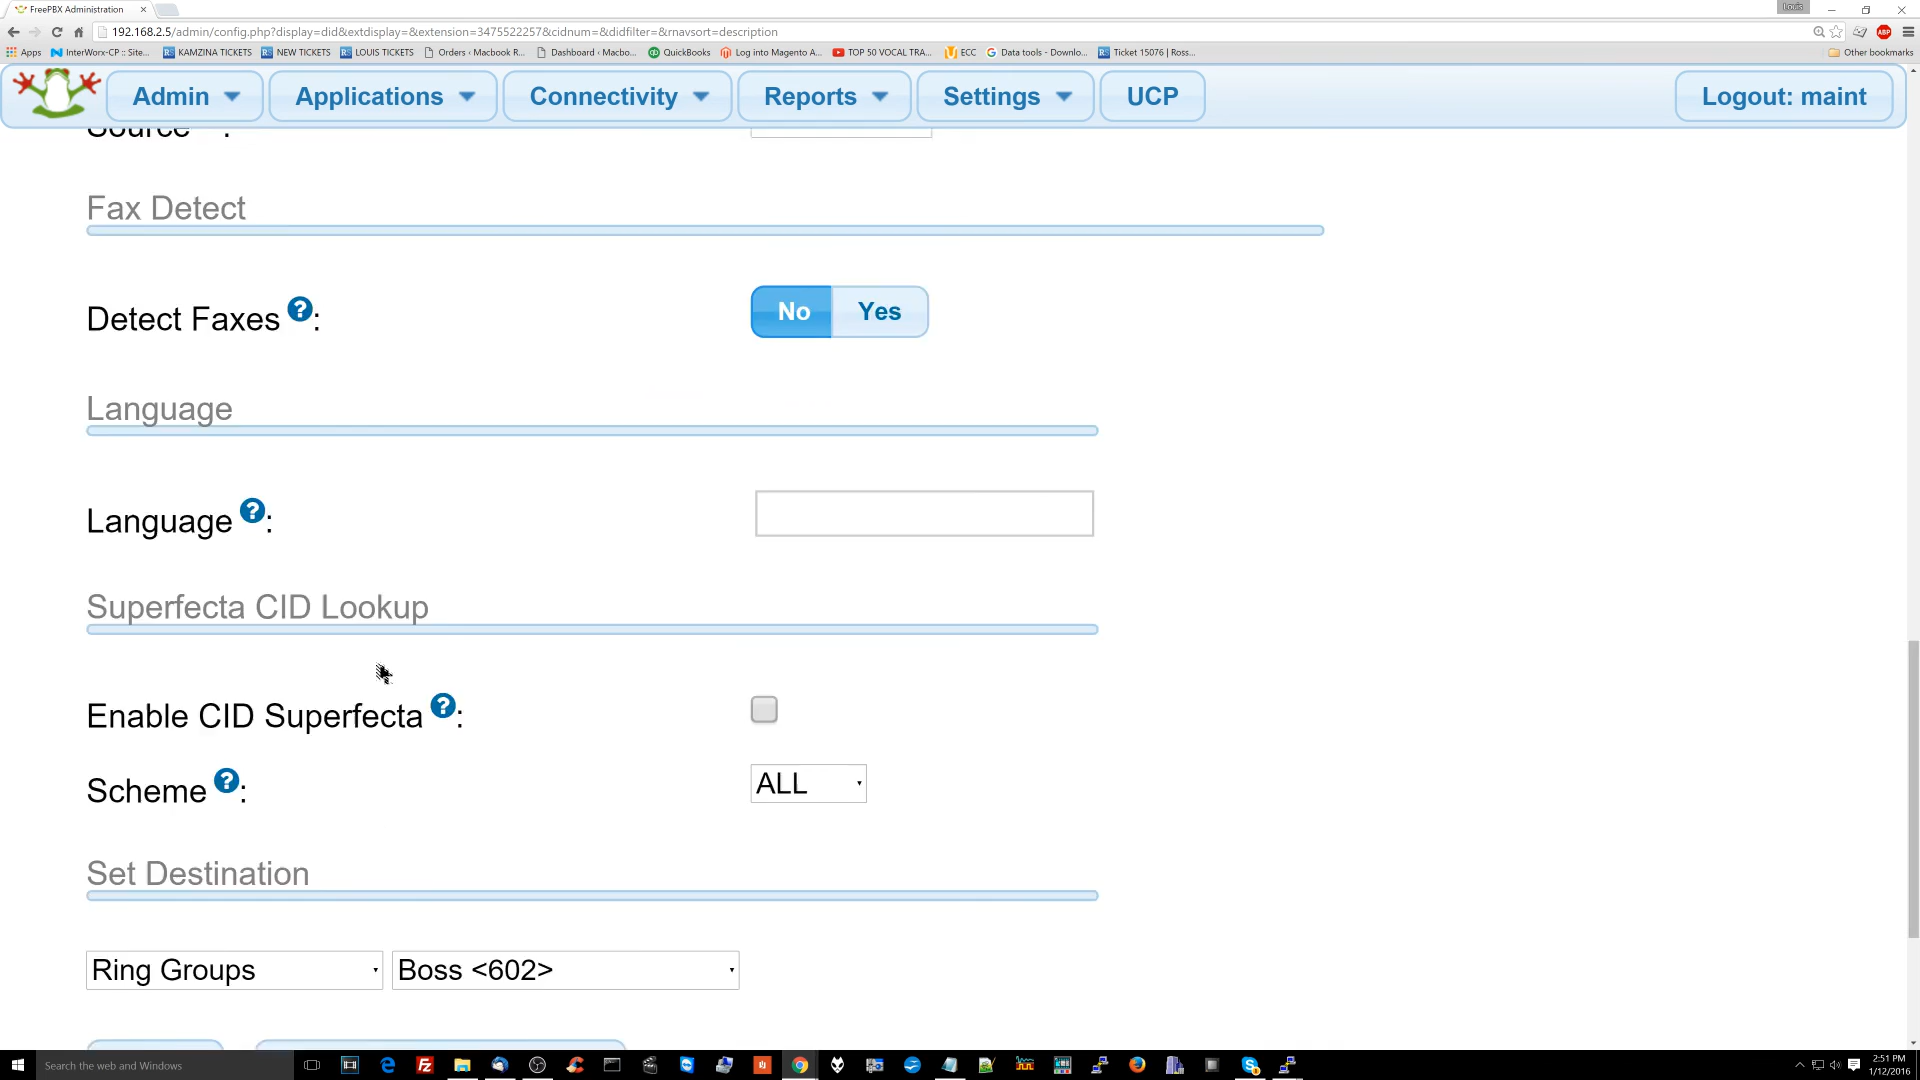 FreePBX Administration
Louis
192.168.2.5/admin/config.php?display=did&extdisplay=&extension=3475522257&cidnum=&didfilter=&rnavsort=description
Apps InterWorx-CP :: Site... KAMZINA TICKETS NEW TICKETS LOUIS TICKETS Orders ‹ Macbook R... Dashboard ‹ Macbo... QuickBooks Log into Magento A... TOP 50 VOCAL TRA... ECC Data tools - Downlo... Ticket 15076 | Ross... Other bookmarks
Admin Applications Connectivity Reports Settings UCP Logout: maint
Source :
Fax Detect
Detect Faxes ? : No Yes
Language
Language ? :
Superfecta CID Lookup
Enable CID Superfecta ? :
Scheme ? : ALL
Set Destination
Ring Groups Boss <602>
Search the web and Windows
2:51 PM
1/12/2016